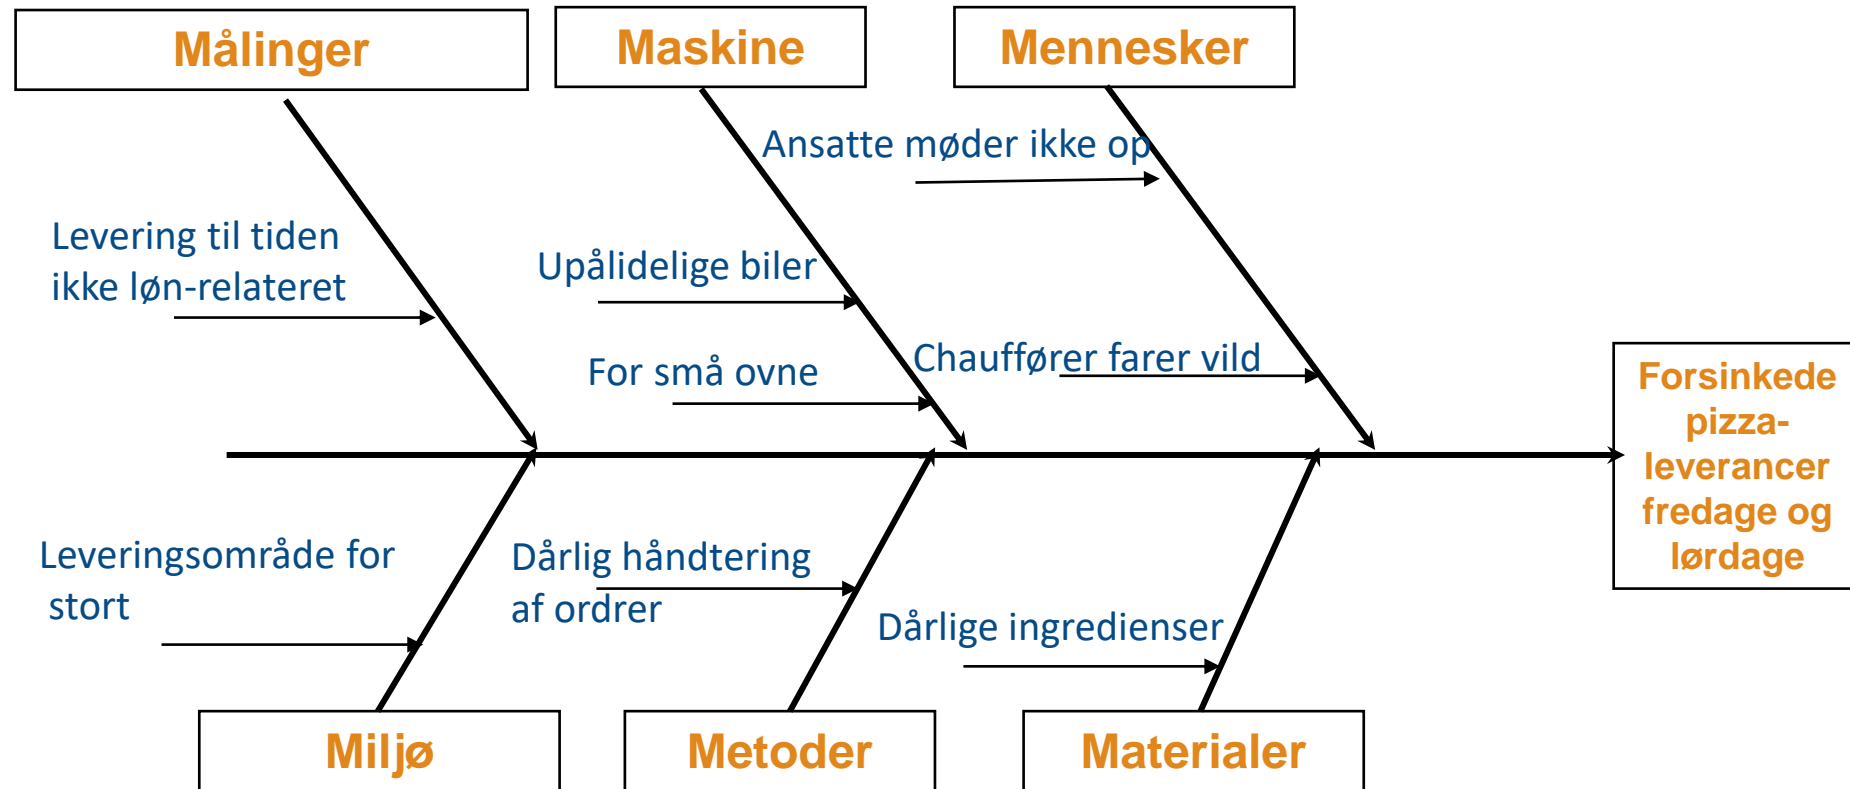 Målinger
Maskine
Mennesker
Ansatte møder ikke op
Levering til tiden
ikke løn-relateret
Upålidelige biler
For små ovne
Chauffører farer vild
Forsinkede
pizza-
leverancer
fredage og
lørdage
Leveringsområde for
stort
Dårlig håndtering
af ordrer
Dårlige ingredienser
Miljø
Metoder
Materialer